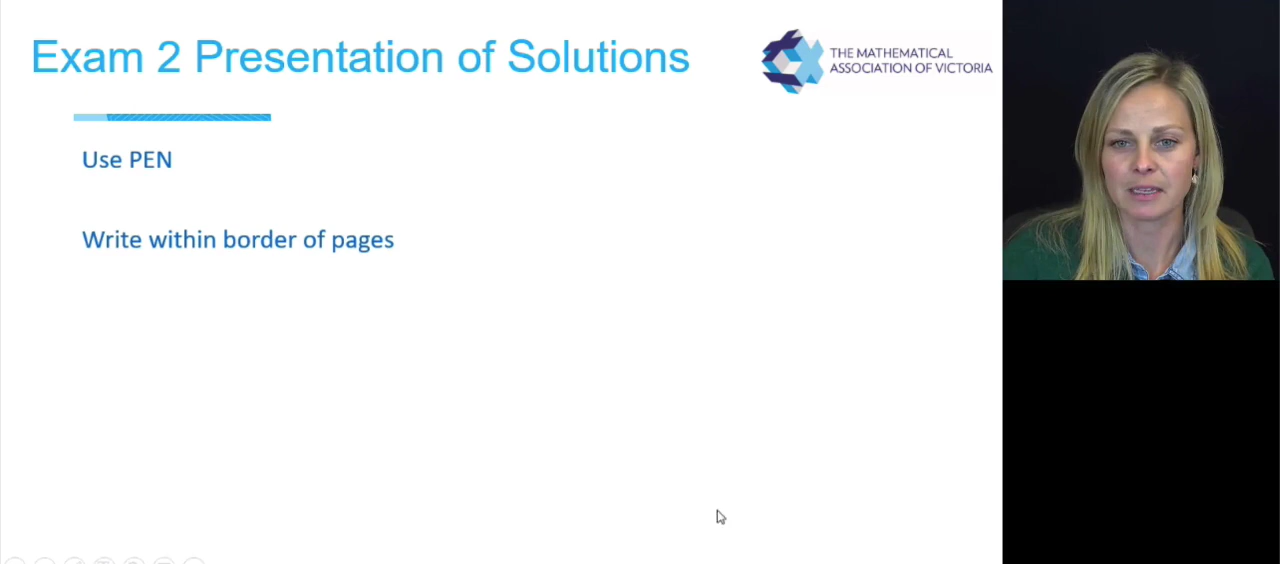 Exam 2 Presentation of Solutions
THE MATHEMATICAL
ASSOCIATION OF VICTORIA
Use PEN
Write within border of pages